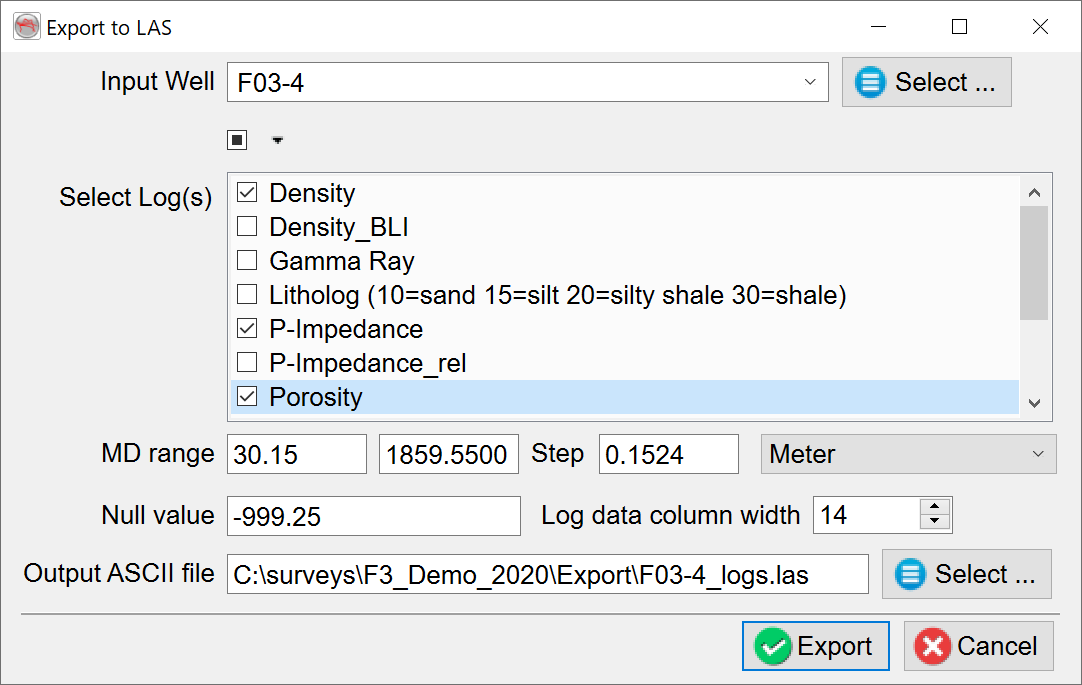 Export to LAS
Input Well F03-4 Select ...
Select Log(s)
Density
Density_BLI
Gamma Ray
Litholog (10=sand 15=silt 20=silty shale 30=shale)
P-Impedance
P-Impedance_rel
Porosity
MD range 30.15 1859.5500 Step 0.1524 Meter
Null value -999.25 Log data column width 14
Output ASCII file C:\surveys\F3_Demo_2020\Export\F03-4_logs.las Select ...
Export Cancel